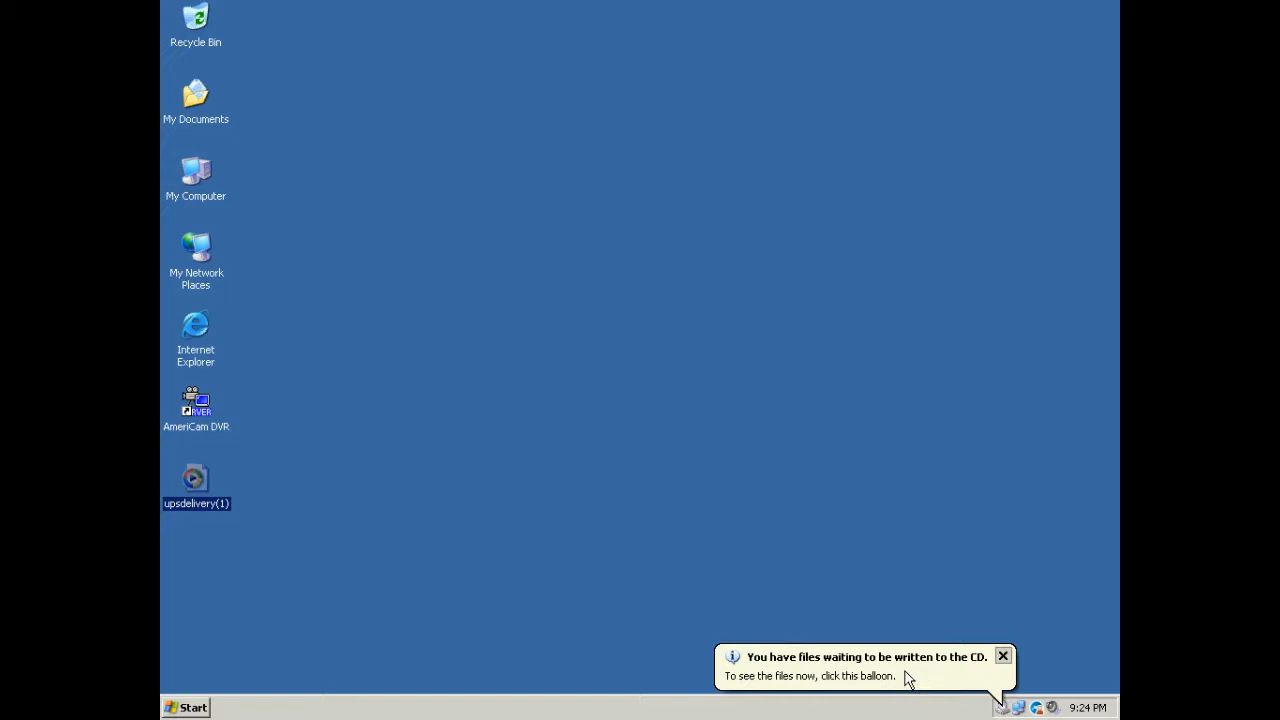 Recycle Bin
My Documents
My Computer
My Network
Places
Internet
Explorer
RVER
AmeriCam DVR
upsdelivery(1)
You have files waiting to be written to the CD.
To see the files now, click this balloon.
Start
9:24 PM